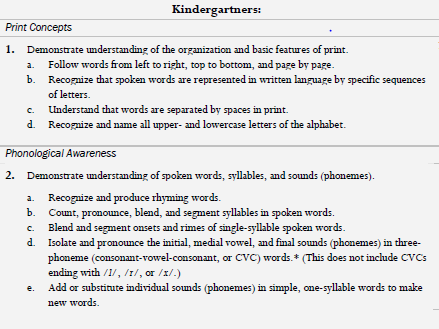 Kindergartners:
Print Concepts
1. Demonstrate understanding of the organization and basic features of print.
a. Follow words from left to right, top to bottom, and page by page.
b. Recognize that spoken words are represented in written language by specific sequences
of letters.
c. Understand that words are separated by spaces in print.
d. Recognize and name all upper- and lowercase letters of the alphabet.
Phonological Awareness
2. Demonstrate understanding of spoken words, syllables, and sounds (phonemes).
a. Recognize and produce rhyming words.
b. Count, pronounce, blend, and segment syllables in spoken words.
c. Blend and segment onsets and rimes of single-syllable spoken words.
d. Isolate and pronounce the initial, medial vowel, and final sounds (phonemes) in three-
phoneme (consonant-vowel-consonant, or CVC) words.* (This does not include CVCs
ending with /l/, /r/, or /x/.)
e. Add or substitute individual sounds (phonemes) in simple, one-syllable words to make
new words.